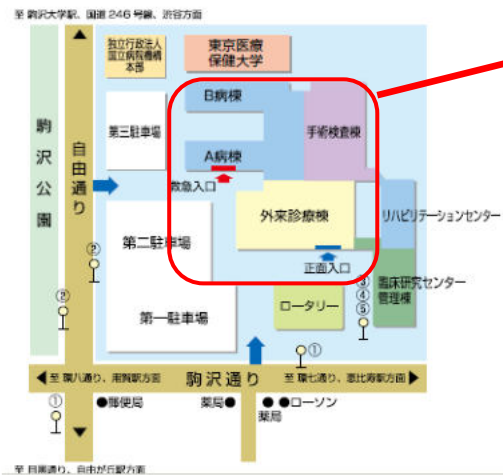 至 駒沢大学駅、国道246号線、渋谷方面
独立行政法人
国立病院機構
本部
東京医療
保健大学
B病棟
手術検査棟
駒沢公園
自由通り
第三駐車場
A病棟
救急入口
外来診療棟
リハビリテーションセンター
第二駐車場
②
正面入口
③
④
⑤
臨床研究センター
管理棟
②
第一駐車場
ロータリー
①
至 環八通り、用賀駅方面
駒沢通り
至 環七通り、恵比寿駅方面
①
●郵便局
薬局●
●
●ローソン
薬局
至 目黒通り、自由が丘駅方面